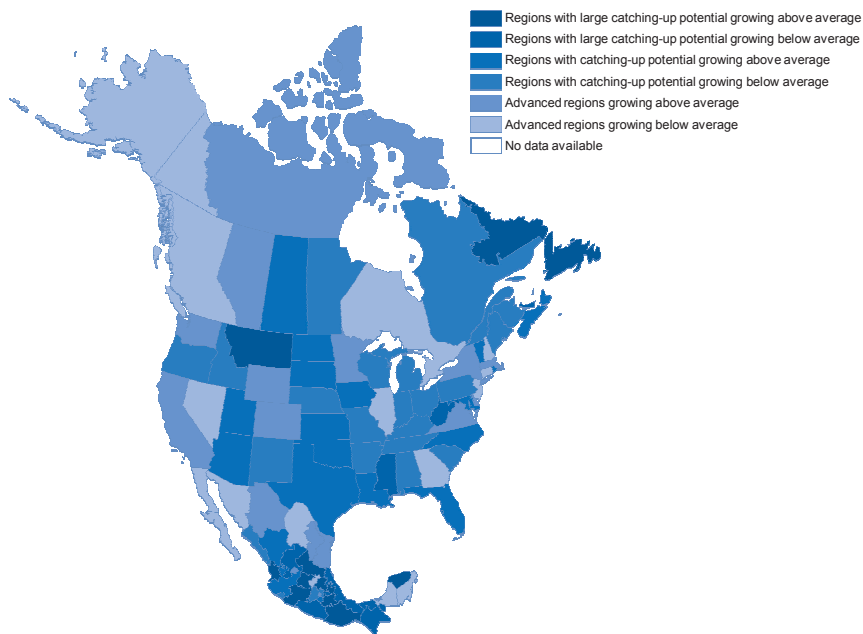 Regions with large catching-up potential growing above average
Regions with large catching-up potential growing below average
Regions with catching-up potential growing above average
Regions with catching-up potential growing below average
Advanced regions growing above average
Advanced regions growing below average
No data available